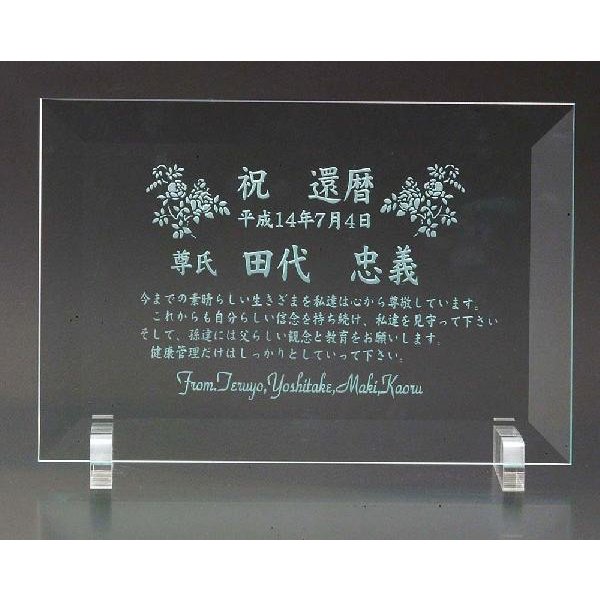 祝 還暦
平成14年7月4日
尊氏 田代 忠義
今までの素晴らしい生きざまを私達は心から尊敬しています。
これからも自分らしい信念を持ち続け、私達を見守って下さい
そして、孫達には父らしい観念と教育をお願いします。
健康管理だけはしっかりとしていって下さい。
From.Teruyo,Yoshitake,Maki,Kaoru